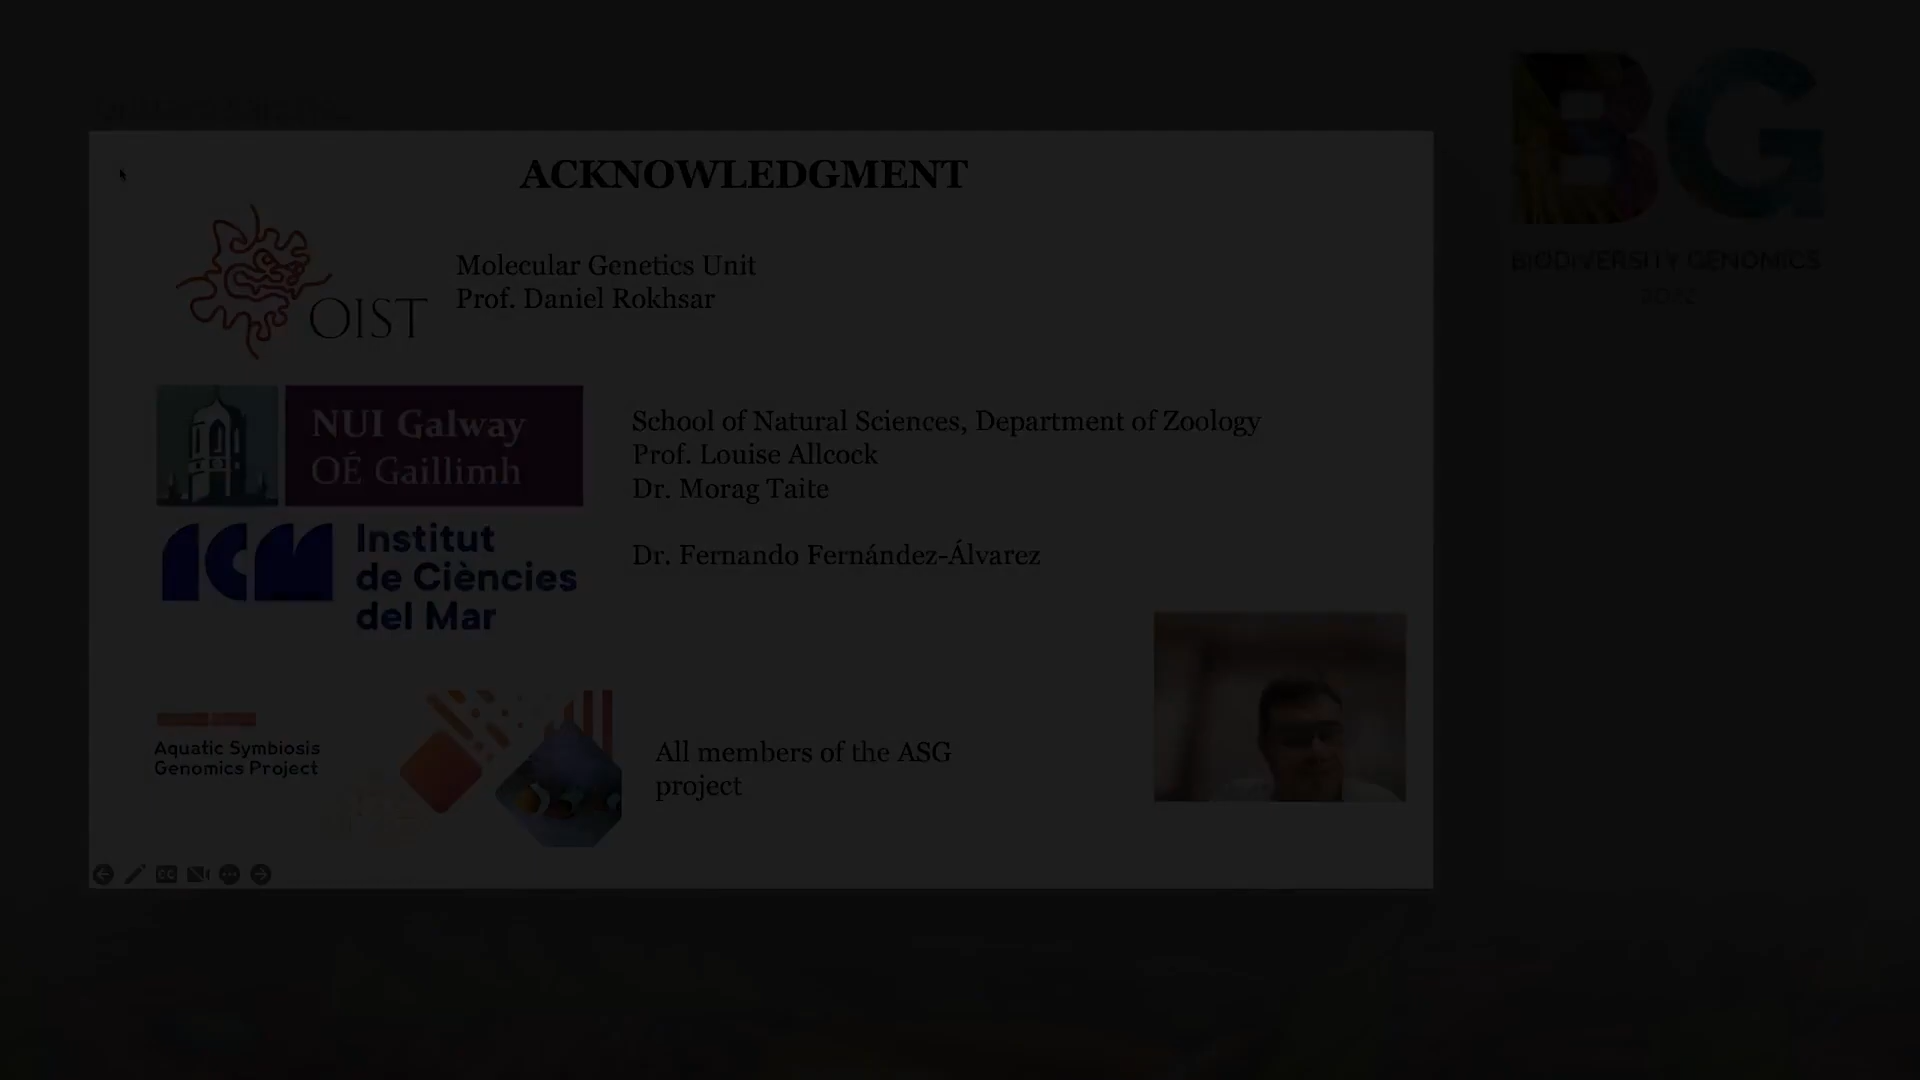 ACKNOWLEDGMENT
OIST
Molecular Genetics Unit
Prof. Daniel Rokhsar
NUI Galway
OÉ Gaillimh
School of Natural Sciences, Department of Zoology
Prof. Louise Allcock
Dr. Morag Taite
Institut
de Ciències
del Mar
Dr. Fernando Fernández-Álvarez
Aquatic Symbiosis
Genomics Project
All members of the ASG
project
CC
BG
BIODIVERSITY GENOMICS